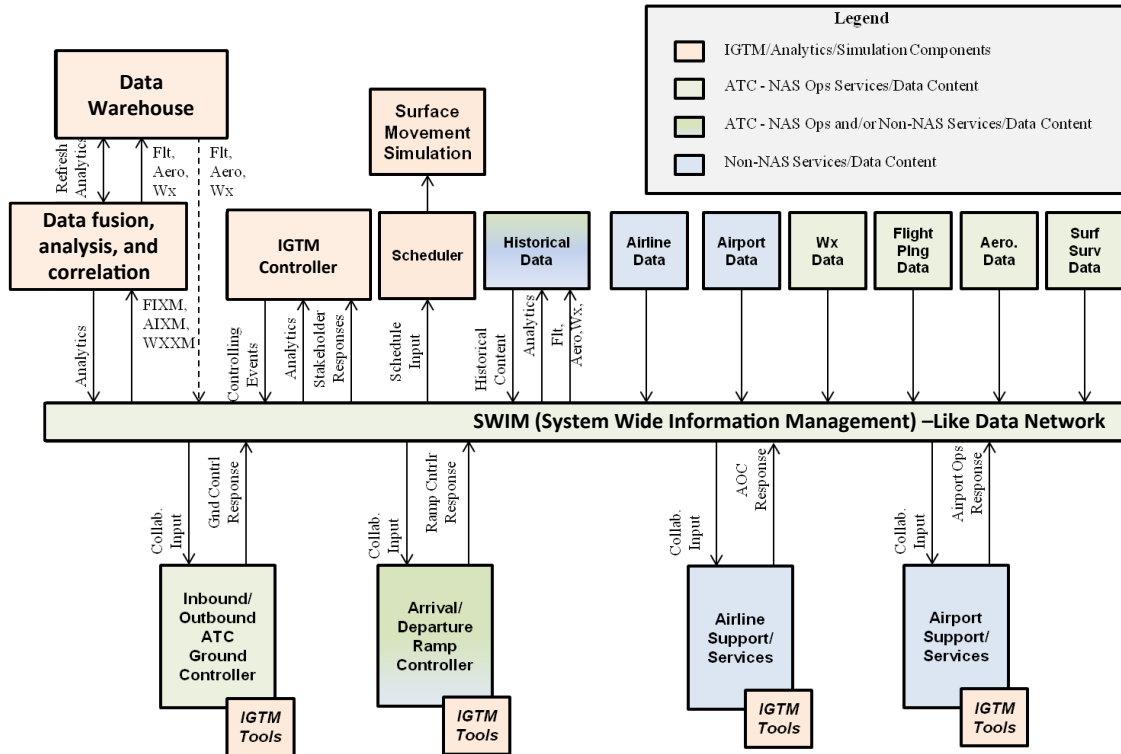 Legend
IGTM/Analytics/Simulation Components
ATC - NAS Ops Services/Data Content
ATC - NAS Ops and/or Non-NAS Services/Data Content
Non-NAS Services/Data Content
Data
Warehouse
Surface
Movement
Simulation
Refresh
Analytics
Flt,
Aero,
Wx
Flt,
Aero,
Wx
Data fusion,
analysis, and
correlation
IGTM
Controller
Scheduler
Historical
Data
Airline
Data
Airport
Data
Wx
Data
Flight
Plng
Data
Aero.
Data
Surf
Surv
Data
Analytics
FIXM,
AIXM,
WXXM
Controlling
Events
Analytics
Stakeholder
Responses
Schedule
Input
Historical
Content
Analytics
Flt,
Aero,Wx,
SWIM (System Wide Information Management) –Like Data Network
Collab.
Input
Gnd Contrl
Response
Collab.
Input
Ramp Cntrlr
Response
Collab.
Input
AOC
Response
Collab.
Input
Airport Ops
Response
Inbound/
Outbound
ATC
Ground
Controller
IGTM
Tools
Arrival/
Departure
Ramp
Controller
IGTM
Tools
Airline
Support/
Services
IGTM
Tools
Airport
Support/
Services
IGTM
Tools